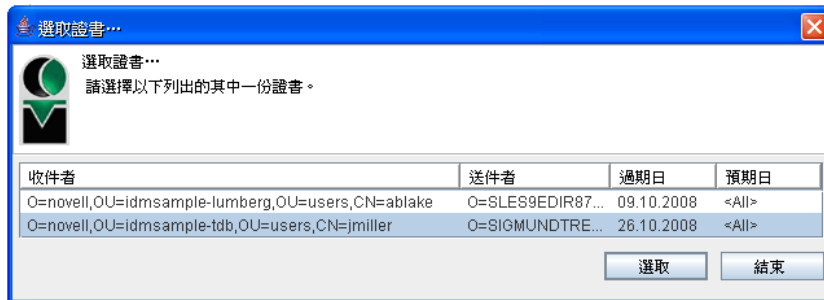 選取證書⋯
選取證書⋯
請選擇以下列出的其中一份證書。
收件者 送件者 過期日 預期日
O=novell,OU=idmsample-lumberg,OU=users,CN=ablake O=SLES9EDIR87... 09.10.2008 <All>
O=novell,OU=idmsample-tdb,OU=users,CN=jmiller O=SIGMUNDTRE... 26.10.2008 <All>
選取 結束